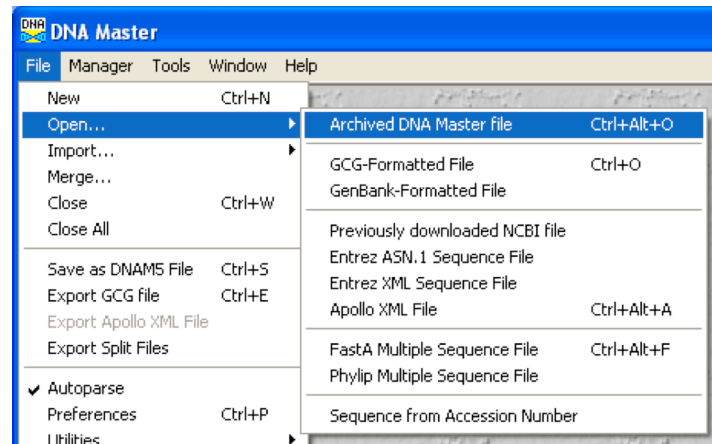 DNA
DNA Master
File Manager Tools Window Help
New Ctrl+N
Open...
Import...
Merge...
Close Ctrl+W
Close All
Save as DNAM5 File Ctrl+S
Export GCG file Ctrl+E
Export Apollo XML File
Export Split Files
Autoparse
Preferences Ctrl+P
Utilities
Archived DNA Master file Ctrl+Alt+O
GCG-Formatted File Ctrl+O
GenBank-Formatted File
Previously downloaded NCBI file
Entrez ASN.1 Sequence File
Entrez XML Sequence File
Apollo XML File Ctrl+Alt+A
FastA Multiple Sequence File Ctrl+Alt+F
Phylip Multiple Sequence File
Sequence from Accession Number